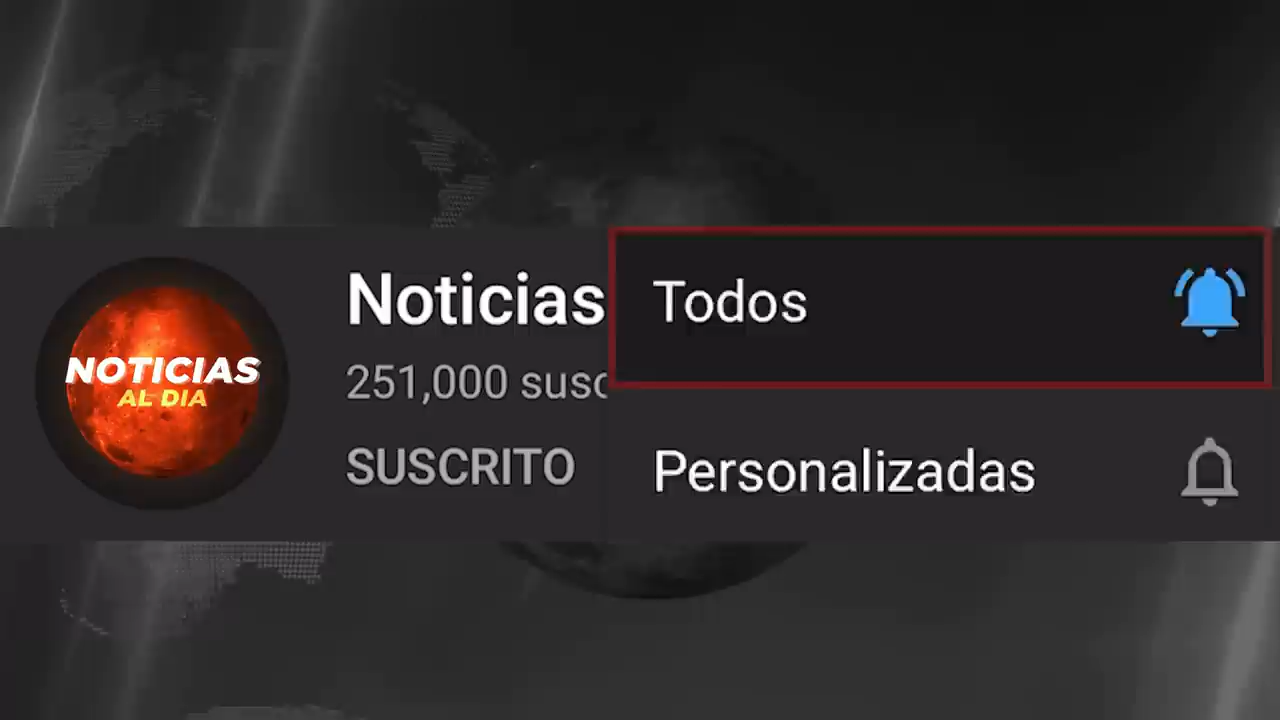 NOTICIAS
AL DIA
Noticias
251,000 susc
SUSCRITO
Todos
Personalizadas